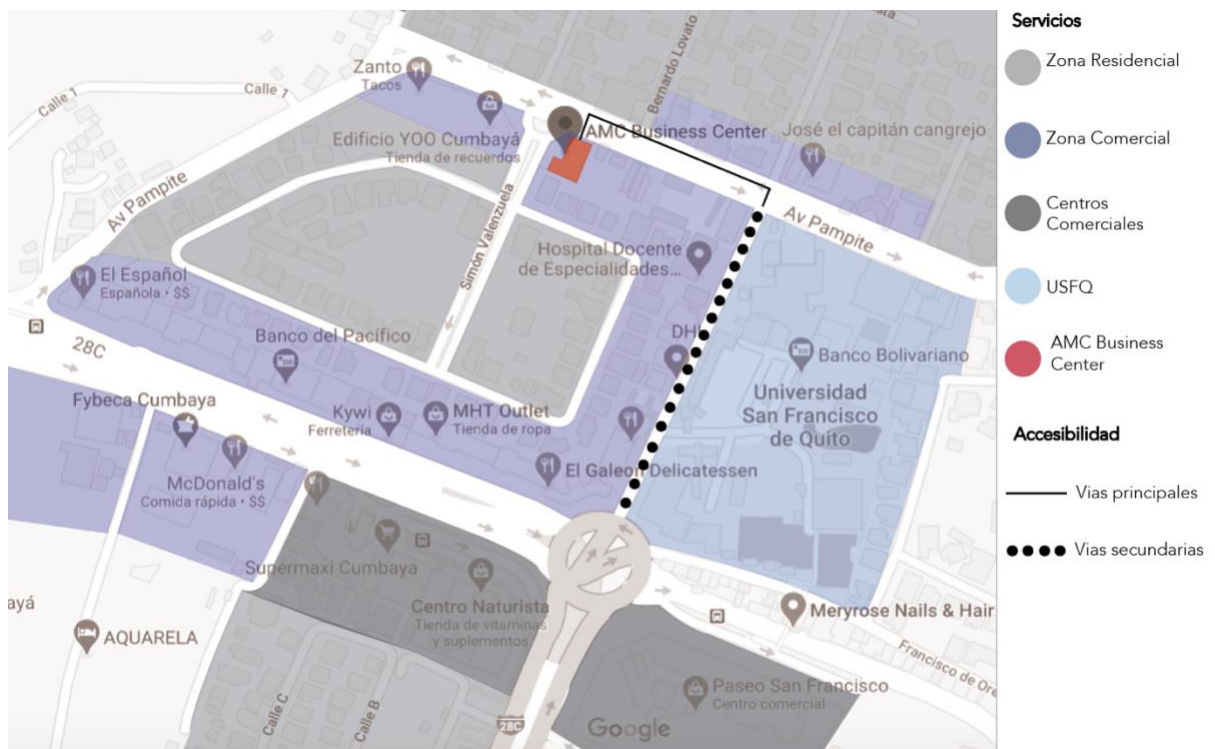 Zanto
Tacos
Calle 1
Calle 1
Edificio YOO Cumbayá
Tienda de recuerdos
AMC Business Center
Bernardo Lovato
José el capitán cangrejo
Av Pampite
Av Pampite
Simón Valenzuela
Hospital Docente
de Especialidades...
El Español
Española • $$
28C
Banco del Pacífico
Banco Bolivariano
Universidad
San Francisco
de Quito
Fybeca Cumbaya
Kywi
Ferretería
MHT Outlet
Tienda de ropa
McDonald's
Comida rápida • $$
El Galeon Delicatessen
Supermaxi Cumbaya
Centro Naturista
Tienda de vitaminas
y suplementos
Meryrose Nails & Hair
Francisco de Ore
ayá
AQUARELA
Paseo San Francisco
Centro comercial
Calle C
Calle B
28C
Google
Servicios
Zona Residencial
Zona Comercial
Centros
Comerciales
USFQ
AMC Business
Center
Accesibilidad
Vias principales
Vias secundarias